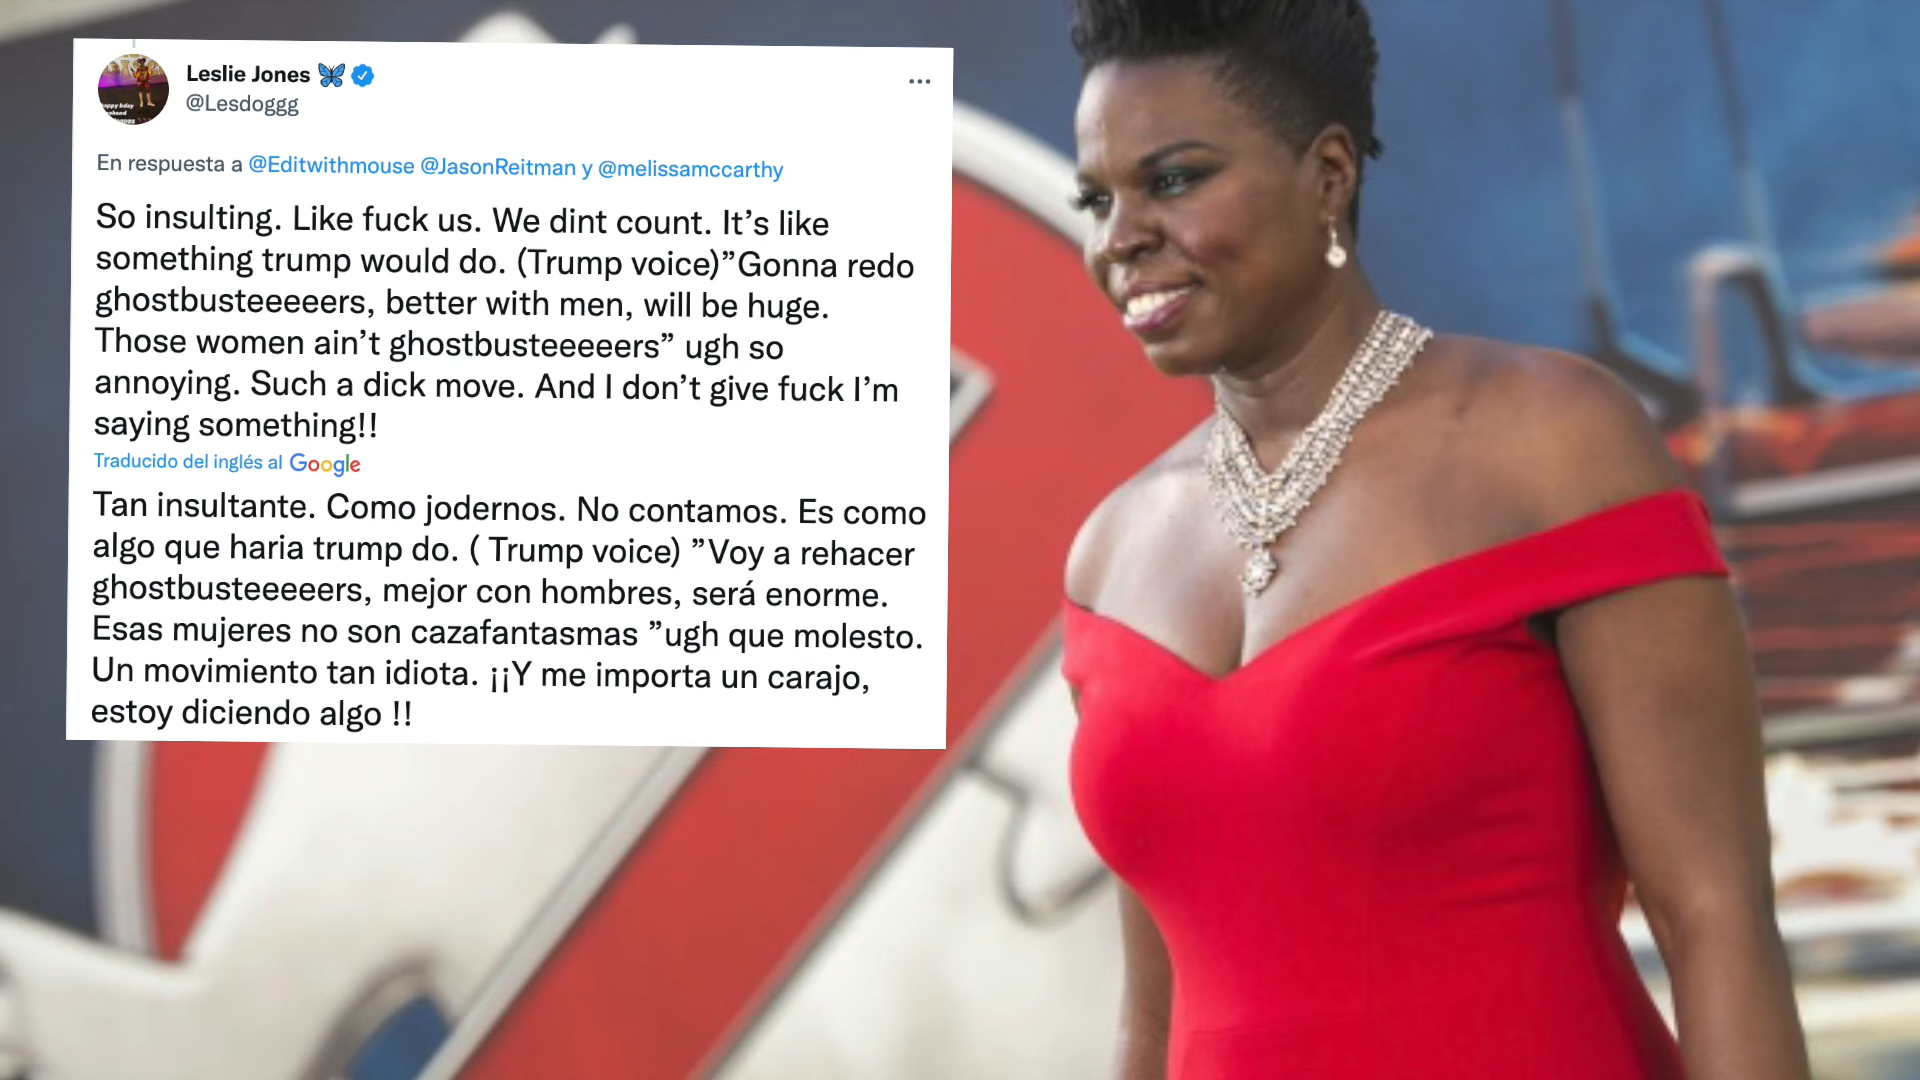 Leslie Jones
@Lesdoggg
En respuesta a @Editwithmouse @JasonReitman y @melissamccarthy
So insulting. Like fuck us. We dint count. It’s like
something trump would do. (Trump voice)”Gonna redo
ghostbusteeeeers, better with men, will be huge.
Those women ain’t ghostbusteeeeers” ugh so
annoying. Such a dick move. And I don’t give fuck I’m
saying something!!
Traducido del inglés al Google
Tan insultante. Como jodernos. No contamos. Es como
algo que haria trump do. ( Trump voice) ”Voy a rehacer
ghostbusteeeeers, mejor con hombres, será enorme.
Esas mujeres no son cazafantasmas ”ugh que molesto.
Un movimiento tan idiota. ¡¡Y me importa un carajo,
estoy diciendo algo !!